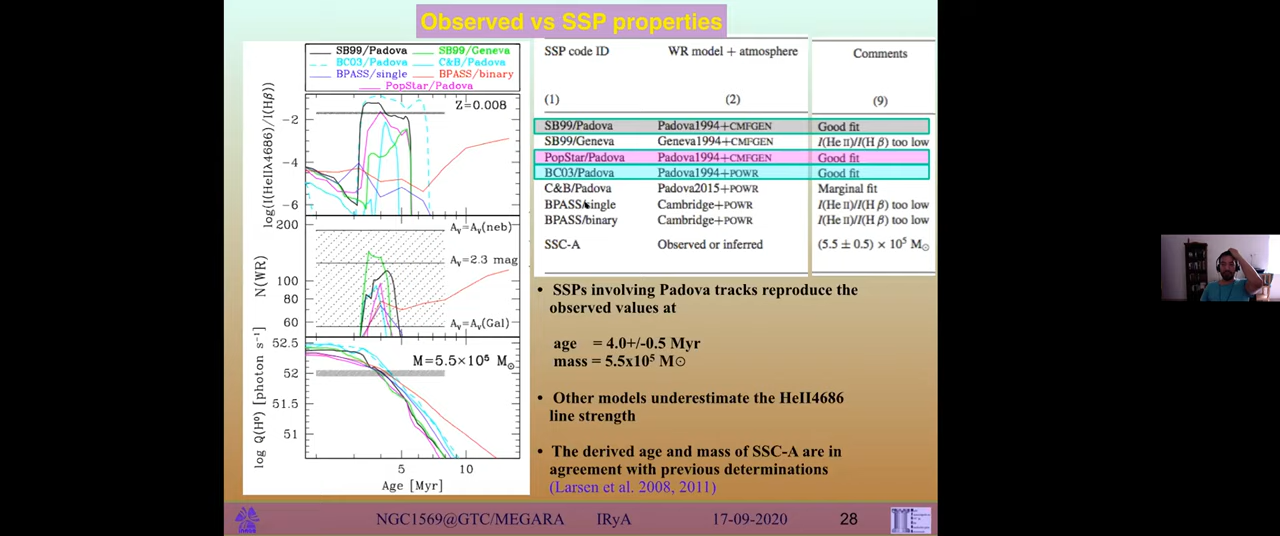 Observed vs SSP properties
SB99/Padova SB99/Geneva
BC03/Padova C&B/Padova
BPASS/single BPASS/binary
PopStar/Padova
log(I(HeIIλ4686)/I(Hβ))
Z=0.008
−2
−4
−6
N(WR)
200
100
80
60
A_V=A_V(neb)
A_V=2.3 mag
A_V=A_V(Gal)
log Q(H⁰) [photon s⁻¹]
52.5
52
51.5
51
M=5.5×10⁵ M⊙
5 10
Age [Myr]
SSP code ID WR model + atmosphere Comments
(1) (2) (9)
SB99/Padova Padova1994+CMFGEN Good fit
SB99/Geneva Geneva1994+CMFGEN I(He II)/I(H β) too low
PopStar/Padova Padova1994+CMFGEN Good fit
BC03/Padova Padova1994+POWR Good fit
C&B/Padova Padova2015+POWR Marginal fit
BPASS/single Cambridge+POWR I(He II)/I(H β) too low
BPASS/binary Cambridge+POWR I(He II)/I(H β) too low
SSC-A Observed or inferred (5.5 ± 0.5) × 10⁵ M⊙
• SSPs involving Padova tracks reproduce the
observed values at
age = 4.0+/-0.5 Myr
mass = 5.5x10⁵ M⊙
• Other models underestimate the HeII4686
line strength
• The derived age and mass of SSC-A are in
agreement with previous determinations
(Larsen et al. 2008, 2011)
NGC1569@GTC/MEGARA IRyA 17-09-2020 28